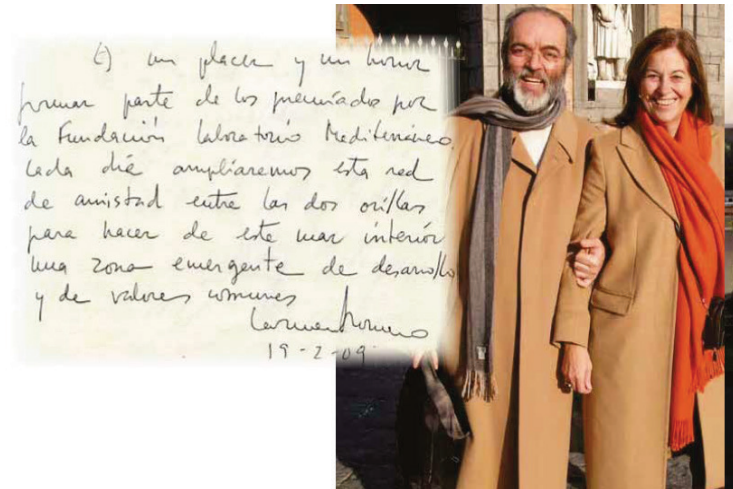 Es un placer y un honor
formar parte de los premiados por
la Fundación Laboratorio Mediterráneo.
Cada día ampliaremos esta red
de amistad entre las dos orillas
para hacer de este mar interior
una zona emergente de desarrollo
y de valores comunes
Carmen Romero
19-2-09